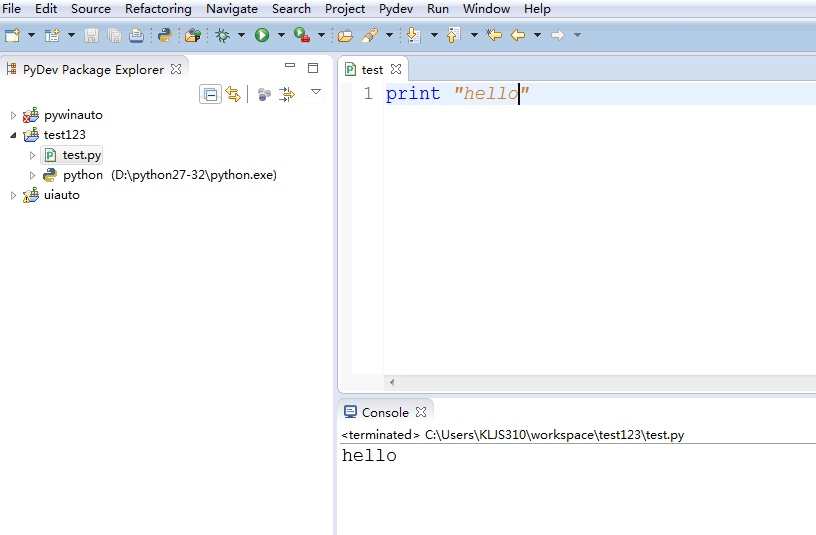 File Edit Source Refactoring Navigate Search Project Pydev Run Window Help
PyDev Package Explorer
pywinauto
test123
test.py
python (D:\python27-32\python.exe)
uiauto
test
1 print "hello"
Console
<terminated> C:\Users\KLJS310\workspace\test123\test.py
hello